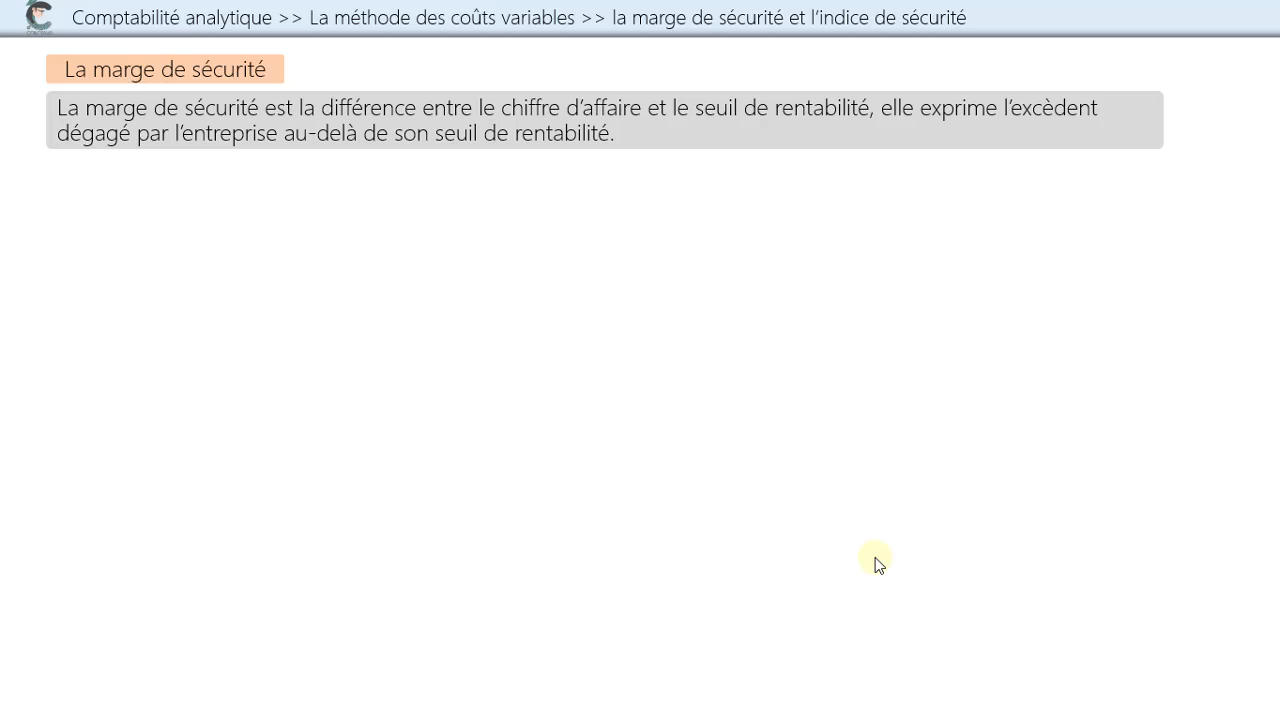 Comptabilité analytique >> La méthode des coûts variables >> la marge de sécurité et l’indice de sécurité
La marge de sécurité
La marge de sécurité est la différence entre le chiffre d’affaire et le seuil de rentabilité, elle exprime l’excèdent
dégagé par l’entreprise au-delà de son seuil de rentabilité.